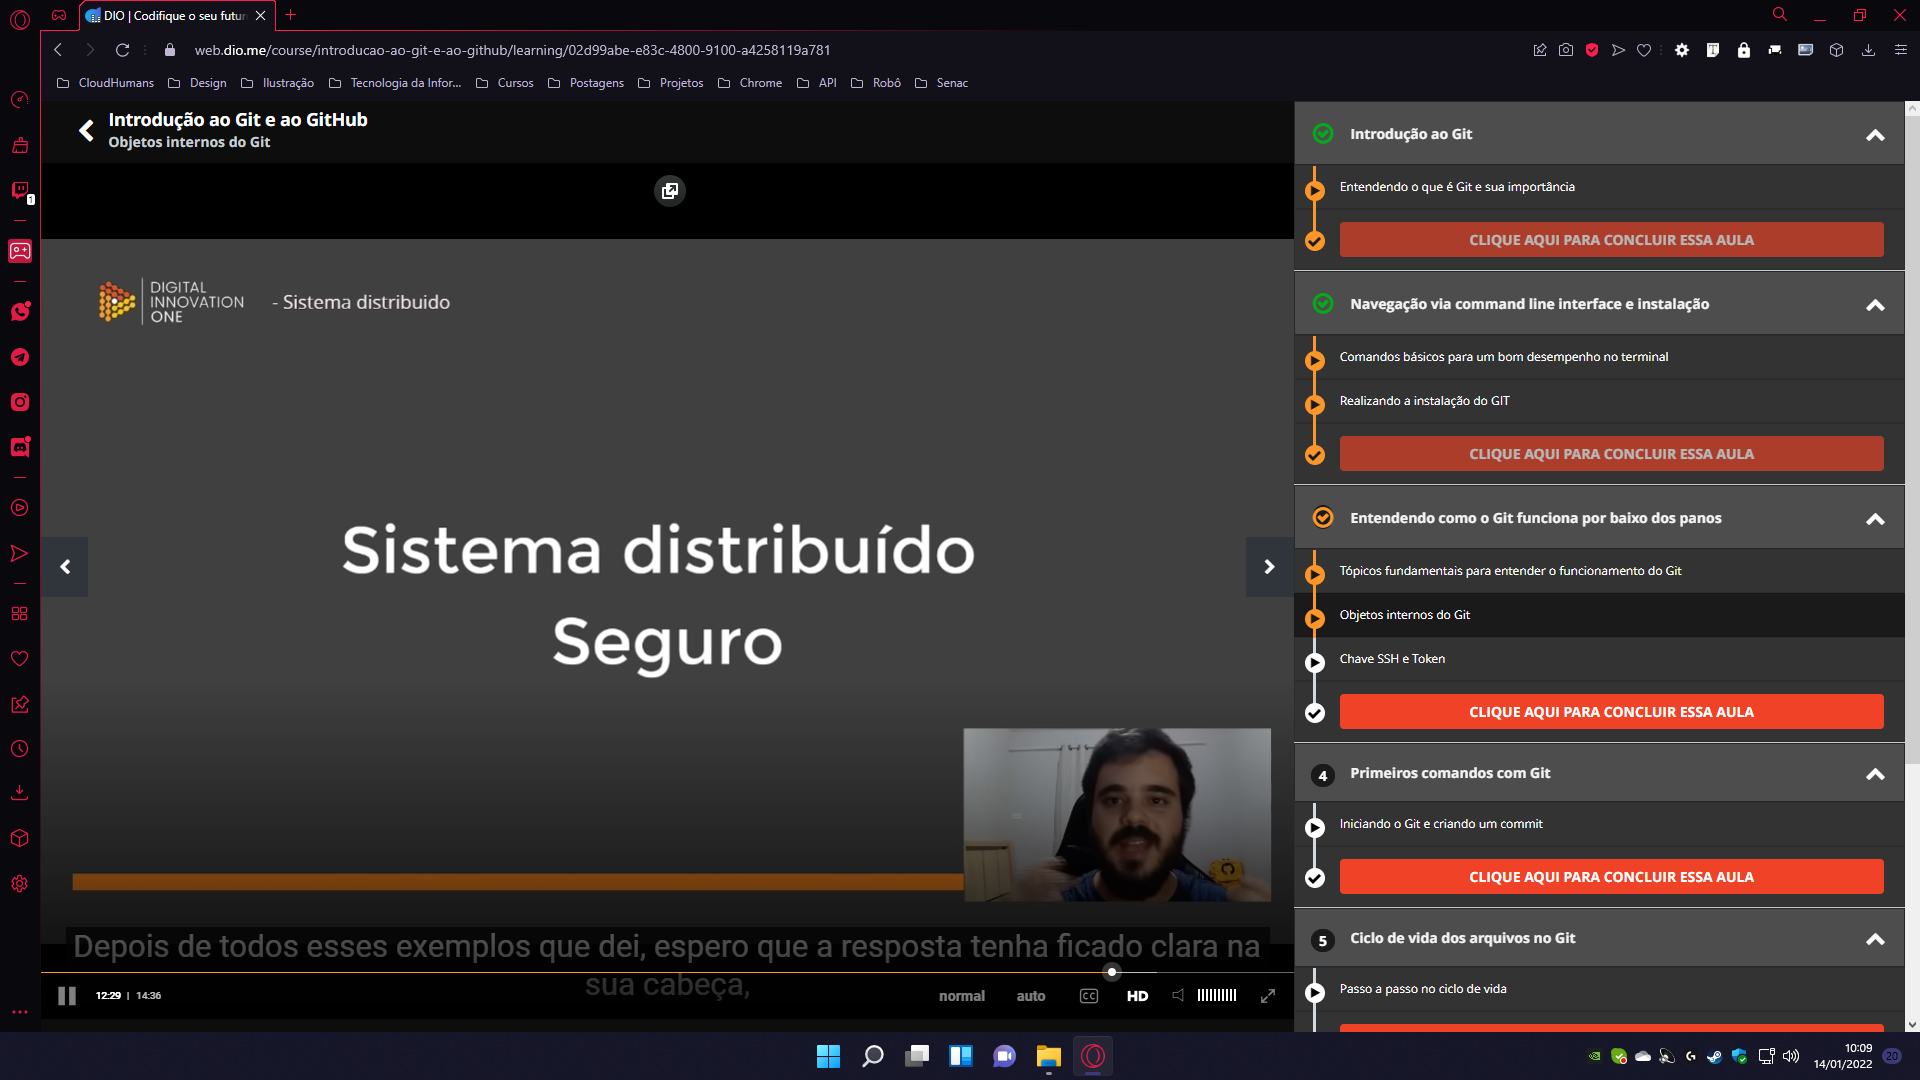 DIO | Codifique o seu futur
web.dio.me/course/introducao-ao-git-e-ao-github/learning/02d99abe-e83c-4800-9100-a4258119a781
CloudHumans
Design
Ilustração
Tecnologia da Infor...
Cursos
Postagens
Projetos
Chrome
API
Robô
Senac
1
Introdução ao Git e ao GitHub
Objetos internos do Git
DIGITAL
INNOVATION
ONE
- Sistema distribuido
Sistema distribuído
Seguro
Depois de todos esses exemplos que dei, espero que a resposta tenha ficado clara na
sua cabeça,
12:29 | 14:36
normal
auto
CC
HD
Introdução ao Git
Entendendo o que é Git e sua importância
CLIQUE AQUI PARA CONCLUIR ESSA AULA
Navegação via command line interface e instalação
Comandos básicos para um bom desempenho no terminal
Realizando a instalação do GIT
CLIQUE AQUI PARA CONCLUIR ESSA AULA
Entendendo como o Git funciona por baixo dos panos
Tópicos fundamentais para entender o funcionamento do Git
Objetos internos do Git
Chave SSH e Token
CLIQUE AQUI PARA CONCLUIR ESSA AULA
4 Primeiros comandos com Git
Iniciando o Git e criando um commit
CLIQUE AQUI PARA CONCLUIR ESSA AULA
5 Ciclo de vida dos arquivos no Git
Passo a passo no ciclo de vida
10:09
14/01/2022
20